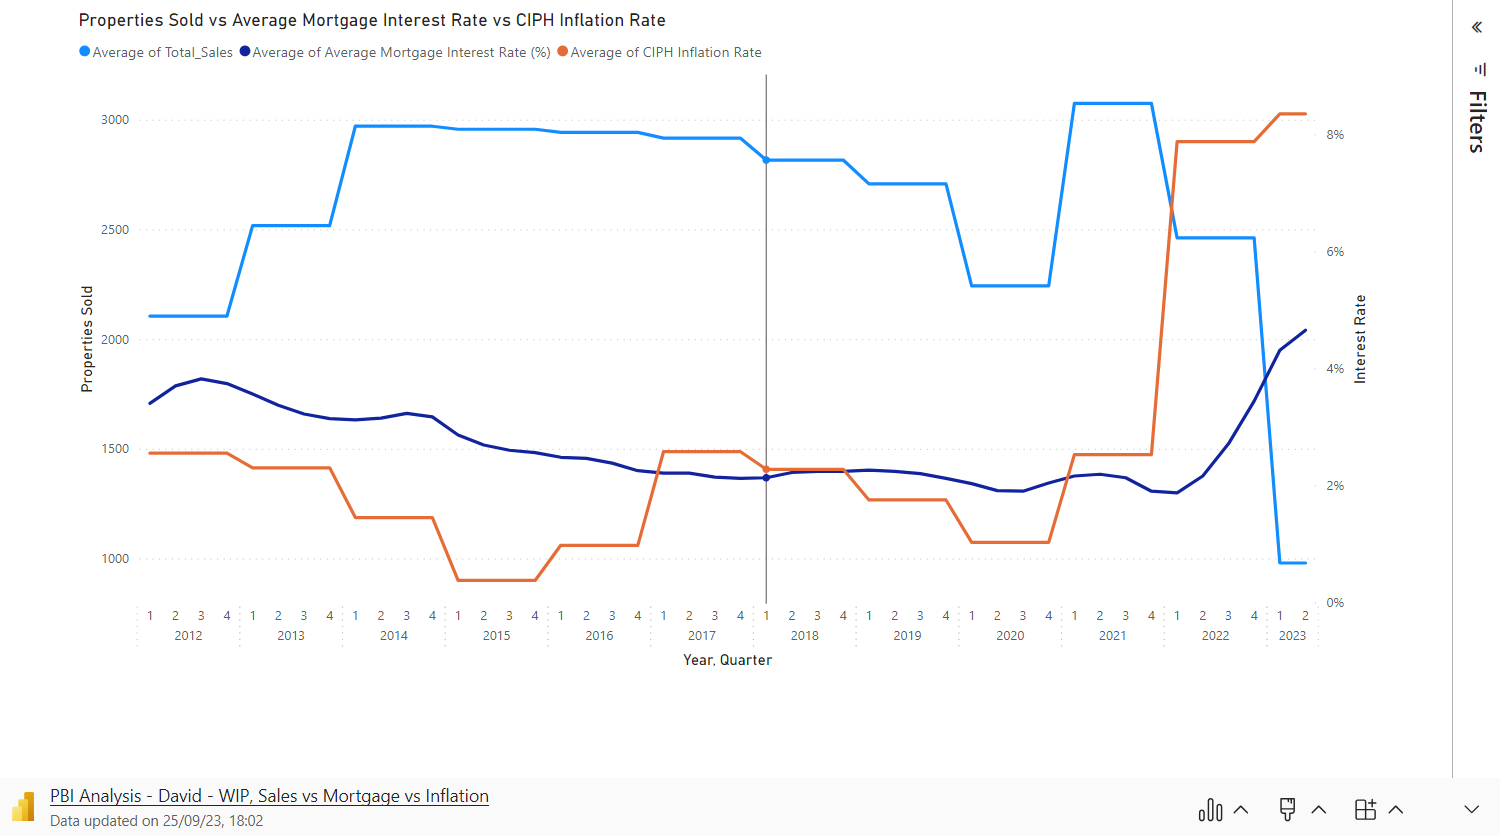 Properties Sold vs Average Mortgage Interest Rate vs CIPH Inflation Rate
Average of Total_Sales Average of Average Mortgage Interest Rate (%) Average of CIPH Inflation Rate
3000
2500
2000
1500
1000
Properties Sold
8%
6%
4%
2%
0%
Interest Rate
1 2 3 4 1 2 3 4 1 2 3 4 1 2 3 4 1 2 3 4 1 2 3 4 1 2 3 4 1 2 3 4 1 2 3 4 1 2 3 4 1 2 3 4 1 2
2012 2013 2014 2015 2016 2017 2018 2019 2020 2021 2022 2023
Year, Quarter
Filters
PBI Analysis - David - WIP, Sales vs Mortgage vs Inflation
Data updated on 25/09/23, 18:02